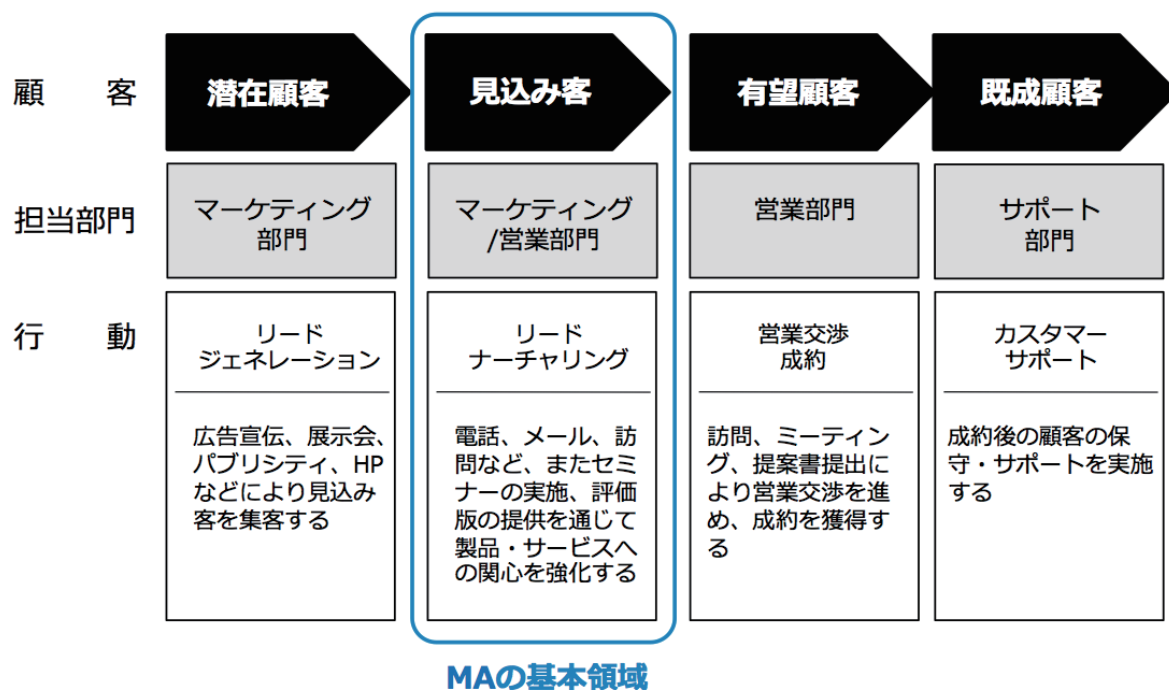 顧　客
潜在顧客
見込み客
有望顧客
既成顧客
担当部門
マーケティング
部門
マーケティング
/営業部門
営業部門
サポート
部門
行　動
リード
ジェネレーション
広告宣伝、展示会、
パブリシティ、HP
などにより見込み
客を集客する
リード
ナーチャリング
電話、メール、訪
問など、またセミ
ナーの実施、評価
版の提供を通じて
製品・サービスへ
の関心を強化する
営業交渉
成約
訪問、ミーティン
グ、提案書提出に
より営業交渉を進
め、成約を獲得す
る
カスタマー
サポート
成約後の顧客の保
守・サポートを実施
する
MAの基本領域